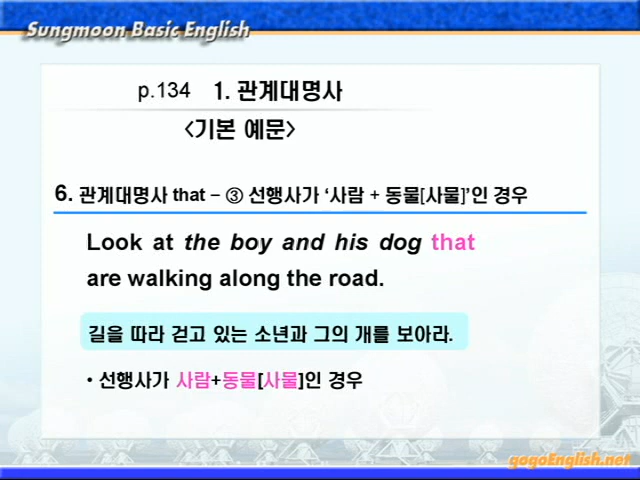 Sungmoon Basic English
p.134 1. 관계대명사
<기본 예문>
6. 관계대명사 that – ③ 선행사가 ‘사람 + 동물[사물]’인 경우
Look at the boy and his dog that
are walking along the road.
길을 따라 걷고 있는 소년과 그의 개를 보아라.
• 선행사가 사람+동물[사물]인 경우
gogoEnglish.net